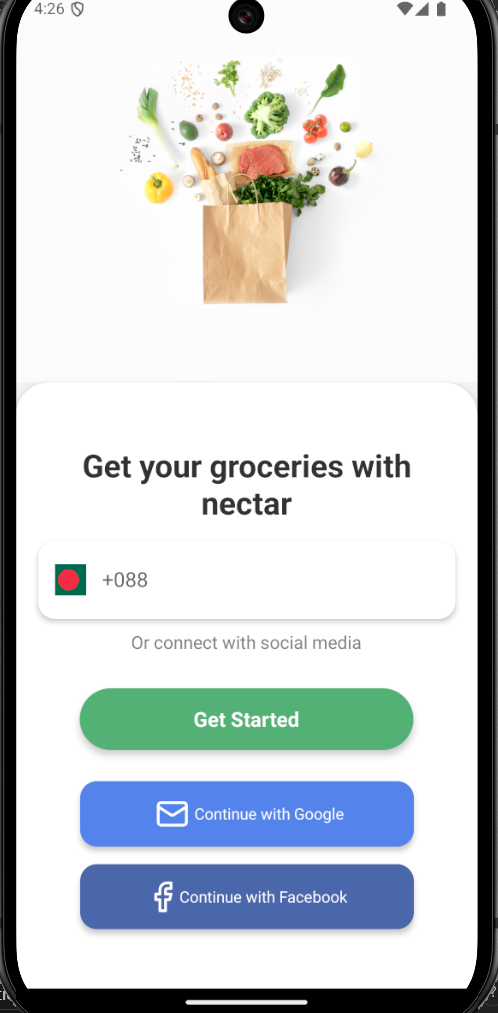 4:26
Get your groceries with
nectar
+088
Or connect with social media
Get Started
Continue with Google
Continue with Facebook